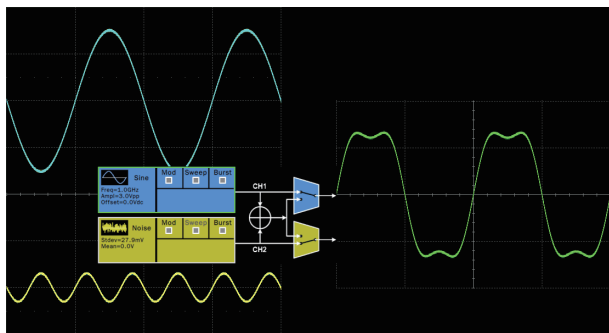 Sine
Mod Sweep Burst
Freq=1.0GHz
Ampl=3.0Vpp
Offset=0.0Vdc
CH1
Noise
Mod Sweep Burst
Stdev=27.9mV
Mean=0.0V
CH2